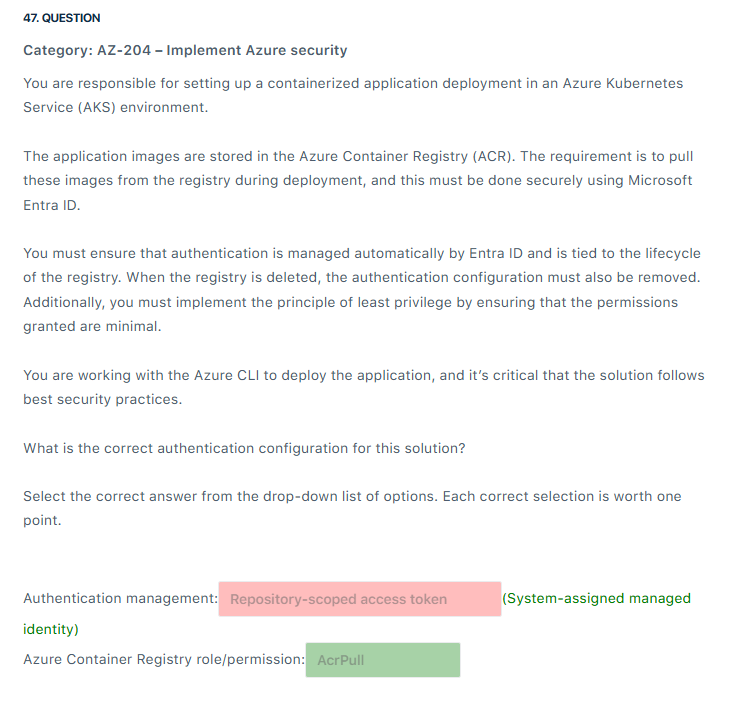 47. QUESTION
Category: AZ-204 – Implement Azure security
You are responsible for setting up a containerized application deployment in an Azure Kubernetes
Service (AKS) environment.
The application images are stored in the Azure Container Registry (ACR). The requirement is to pull
these images from the registry during deployment, and this must be done securely using Microsoft
Entra ID.
You must ensure that authentication is managed automatically by Entra ID and is tied to the lifecycle
of the registry. When the registry is deleted, the authentication configuration must also be removed.
Additionally, you must implement the principle of least privilege by ensuring that the permissions
granted are minimal.
You are working with the Azure CLI to deploy the application, and it’s critical that the solution follows
best security practices.
What is the correct authentication configuration for this solution?
Select the correct answer from the drop-down list of options. Each correct selection is worth one
point.
Authentication management: Repository-scoped access token (System-assigned managed
identity)
Azure Container Registry role/permission: AcrPull